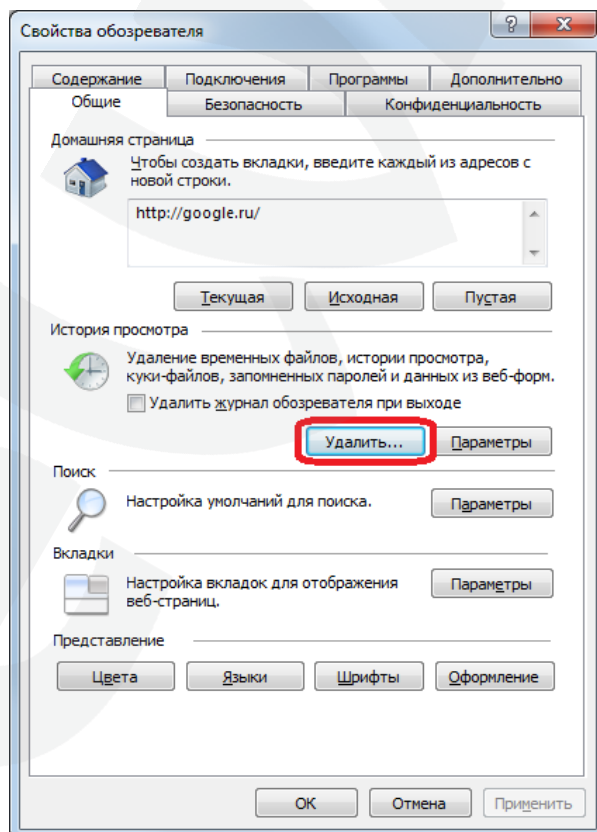 Свойства обозревателя
?
X
Содержание
Подключения
Программы
Дополнительно
Общие
Безопасность
Конфиденциальность
Домашняя страница
Чтобы создать вкладки, введите каждый из адресов с
новой строки.
http://google.ru/
Текущая
Исходная
Пустая
История просмотра
Удаление временных файлов, истории просмотра,
куки-файлов, запомненных паролей и данных из веб-форм.
Удалить журнал обозревателя при выходе
Удалить...
Параметры
Поиск
Настройка умолчаний для поиска.
Параметры
Вкладки
Настройка вкладок для отображения
веб-страниц.
Параметры
Представление
Цвета
Языки
Шрифты
Оформление
ОК
Отмена
Применить